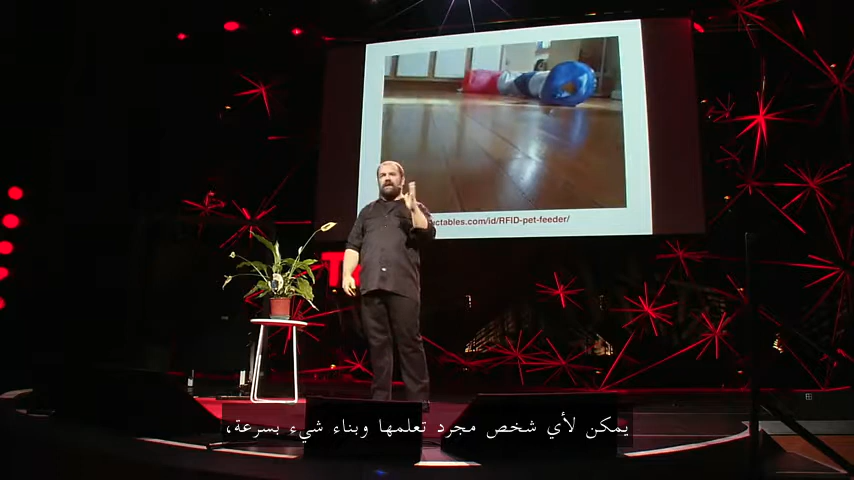 ctables.com/id/RFID-pet-feeder/
يمكن لأي شخص مجرد تعلمها وبناء شيء بسرعة،